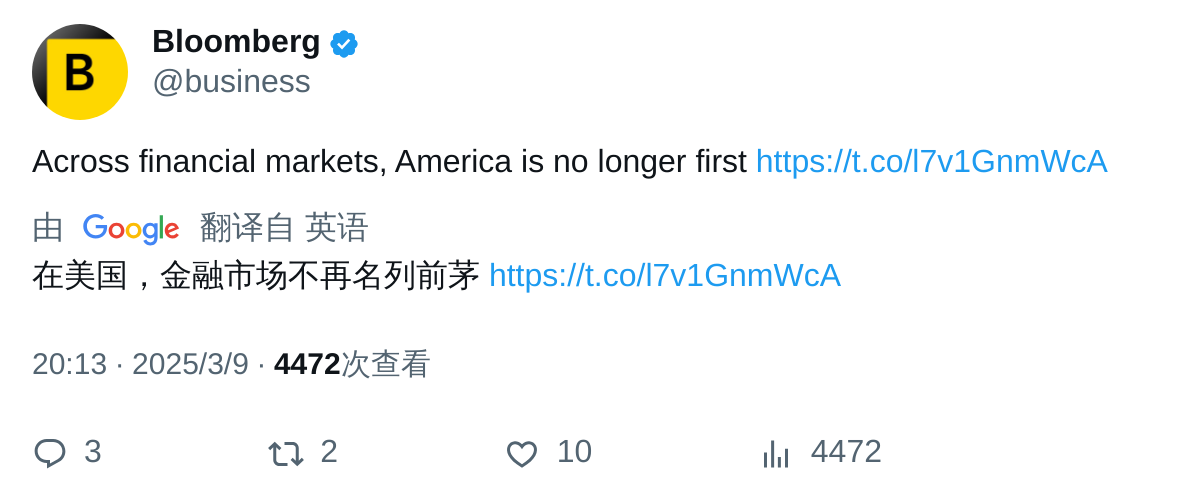 B
Bloomberg
@business
Across financial markets, America is no longer first https://t.co/l7v1GnmWcA
由 Google 翻译自 英语
在美国，金融市场不再名列前茅 https://t.co/l7v1GnmWcA
20:13 · 2025/3/9 · 4472次查看
3 2 10 4472